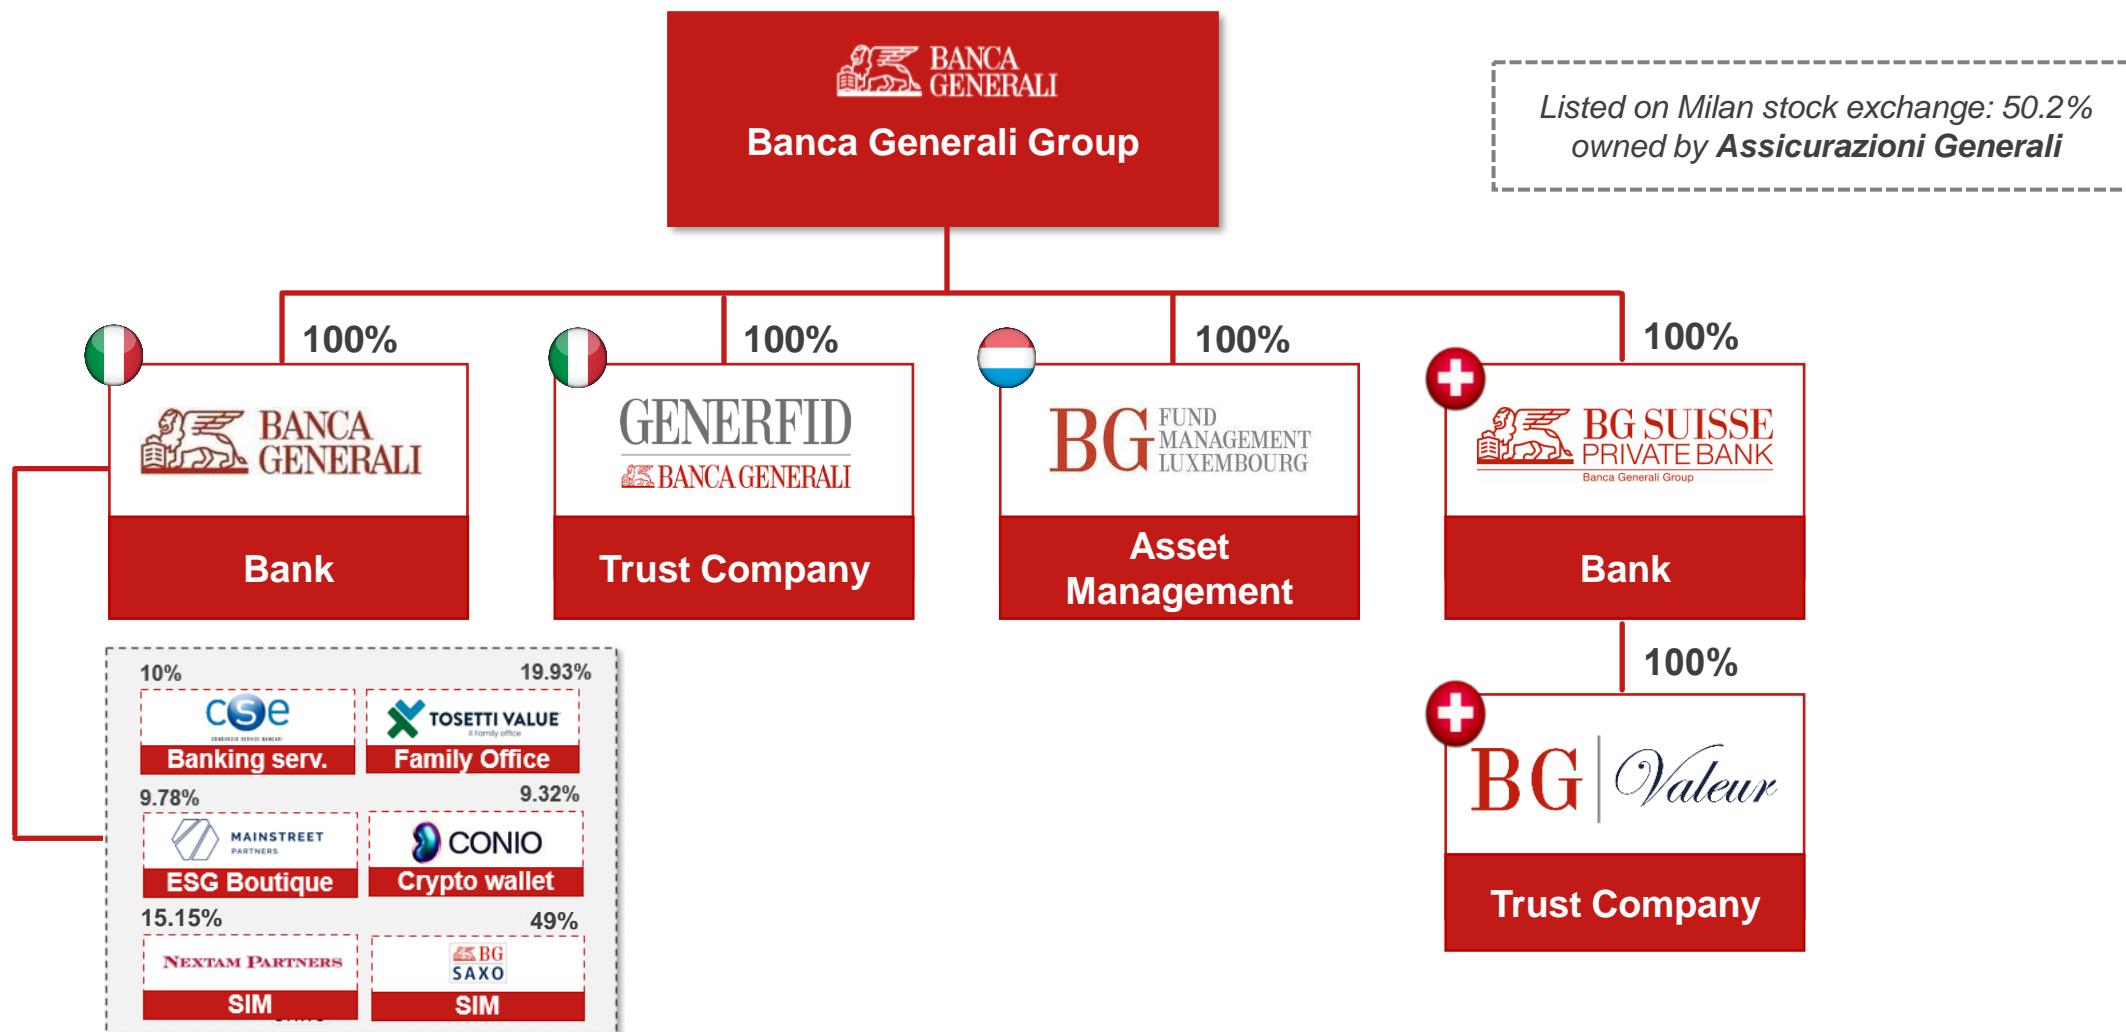 BANCA
GENERALI
Banca Generali Group
Listed on Milan stock exchange: 50.2%
owned by Assicurazioni Generali
100%
100%
100%
100%
BANCA
GENERALI
Bank
GENERFID
BANCA GENERALI
Trust Company
BG FUND
MANAGEMENT
LUXEMBOURG
Asset
Management
BG SUISSE
PRIVATE BANK
Banca Generali Group
Bank
100%
BG Valeur
Trust Company
10%
19.93%
cse
CONSORZIO SERVIZI BANCARI
Banking serv.
TOSETTI VALUE
Il Family office
Family Office
9.78%
9.32%
MAINSTREET
PARTNERS
ESG Boutique
CONIO
Crypto wallet
15.15%
49%
NEXTAM PARTNERS
SIM
BG
SAXO
SIM